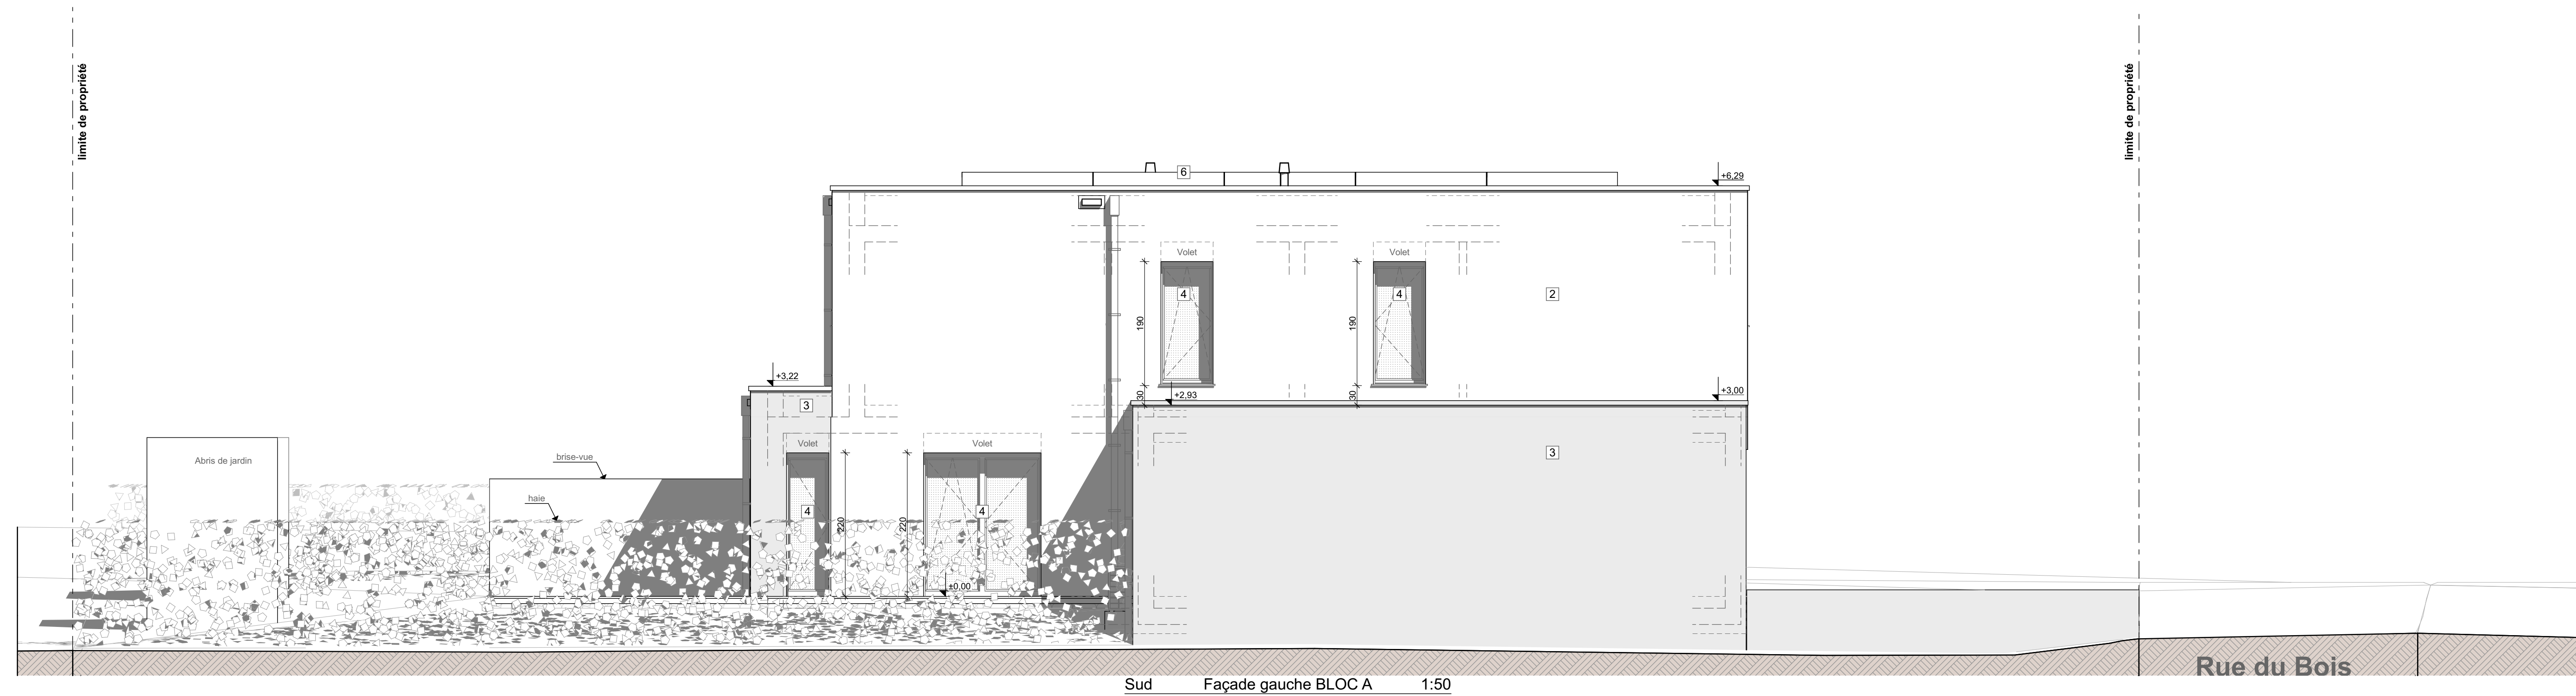 limite de propriété
limite de propriété
6
+6,29
Volet
Volet
4
4
2
190
190
+3,22
30
+2,93
30
+3,00
3
Volet
Volet
3
Abris de jardin
brise-vue
haie
4
4
220
220
±0,00
Rue du Bois
Sud Façade gauche BLOC A 1:50